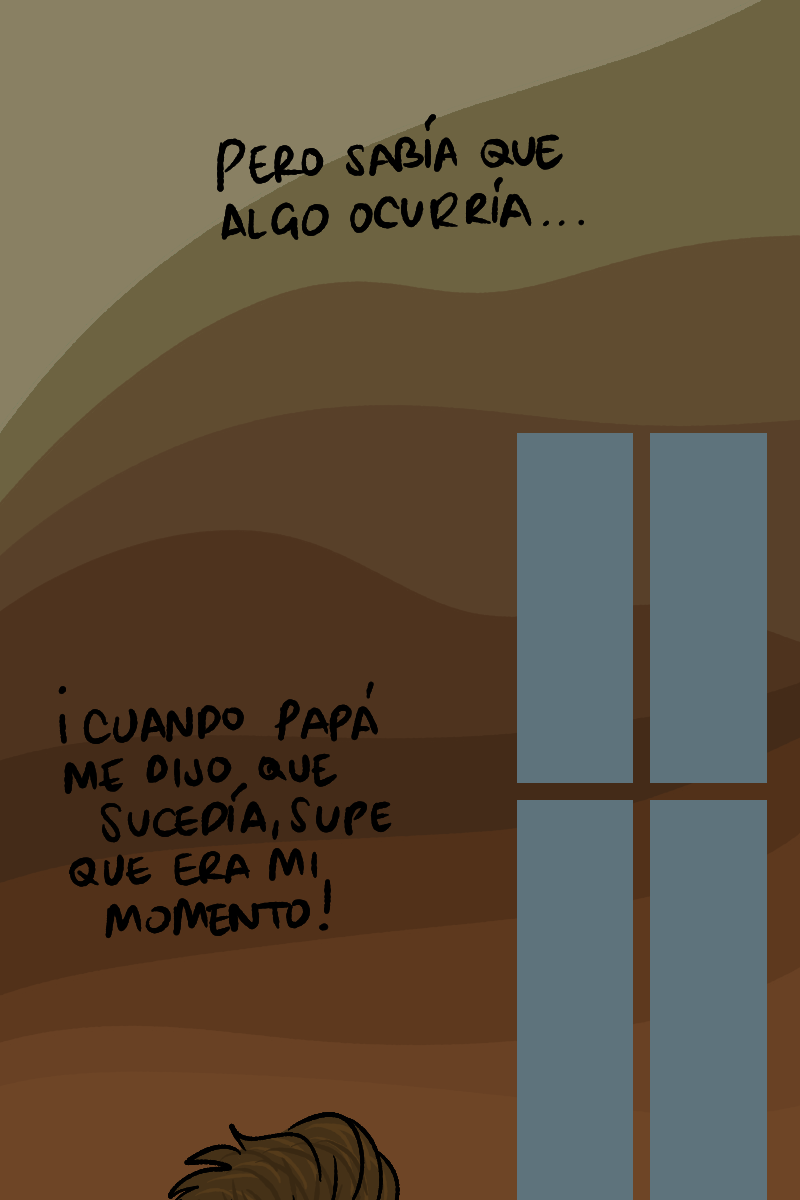 PERO SABÍA QUE
ALGO OCURRÍA...
¡CUANDO PAPÁ
ME DIJO QUE
SUCEDÍA, SUPE
QUE ERA MI
MOMENTO!